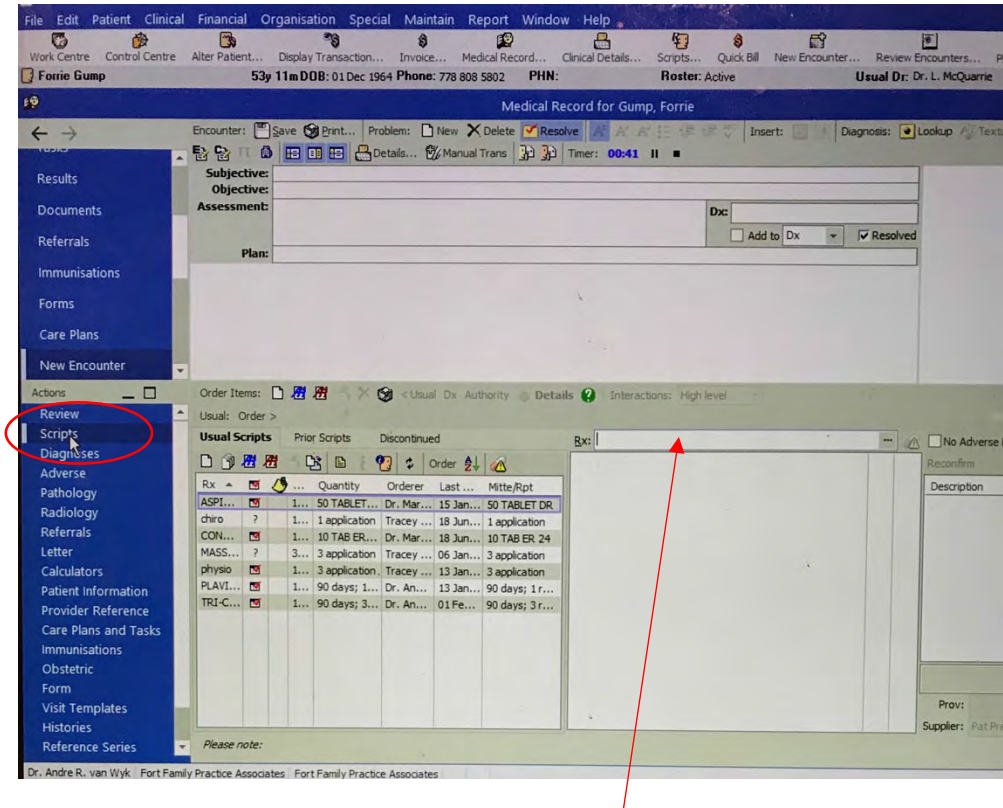 File Edit Patient Clinical Financial Organisation Special Maintain Report Window Help
Work Centre Control Centre Alter Patient... Display Transaction... Invoice... Medical Record... Clinical Details... Scripts... Quick Bill New Encounter... Review Encounters... P
Forrie Gump 53y 11m DOB: 01 Dec 1964 Phone: 778 808 5802 PHN: Roster: Active Usual Dr: Dr. L. McQuarrie
Medical Record for Gump, Forrie
Encounter: Save Print... Problem: New Delete Resolve Insert: Diagnosis: Lookup Text
Details... Manual Trans Timer: 00:41
Tasks
Results
Documents
Referrals
Immunisations
Forms
Care Plans
New Encounter
Subjective:
Objective:
Assessment:
Dx:
Add to Dx Resolved
Plan:
Actions
Review
Scripts
Diagnoses
Adverse
Pathology
Radiology
Referrals
Letter
Calculators
Patient Information
Provider Reference
Care Plans and Tasks
Immunisations
Obstetric
Form
Visit Templates
Histories
Reference Series
Order Items: < Usual Dx Authority Details Interactions: High level
Usual: Order >
Usual Scripts Prior Scripts Discontinued
Order
Rx ... Quantity Orderer Last ... Mitte/Rpt
ASPI... 1... 50 TABLET... Dr. Mar... 15 Jan... 50 TABLET DR
chiro ? 1... 1 application Tracey ... 18 Jun... 1 application
CON... 1... 10 TAB ER... Dr. Mar... 18 Jun... 10 TAB ER 24
MASS... ? 3... 3 application Tracey ... 06 Jan... 3 application
physio ? 1... 3 application Tracey ... 13 Jan... 3 application
PLAVI... 1... 90 days; 1... Dr. An... 13 Jan... 90 days; 1 r...
TRI-C... 1... 90 days; 3... Dr. An... 01 Fe... 90 days; 3 r...
Please note:
Rx: ...
No Adverse
Reconfirm
Description
Prov:
Supplier: Pat Pre
Dr. Andre R. van Wyk Fort Family Practice Associates Fort Family Practice Associates